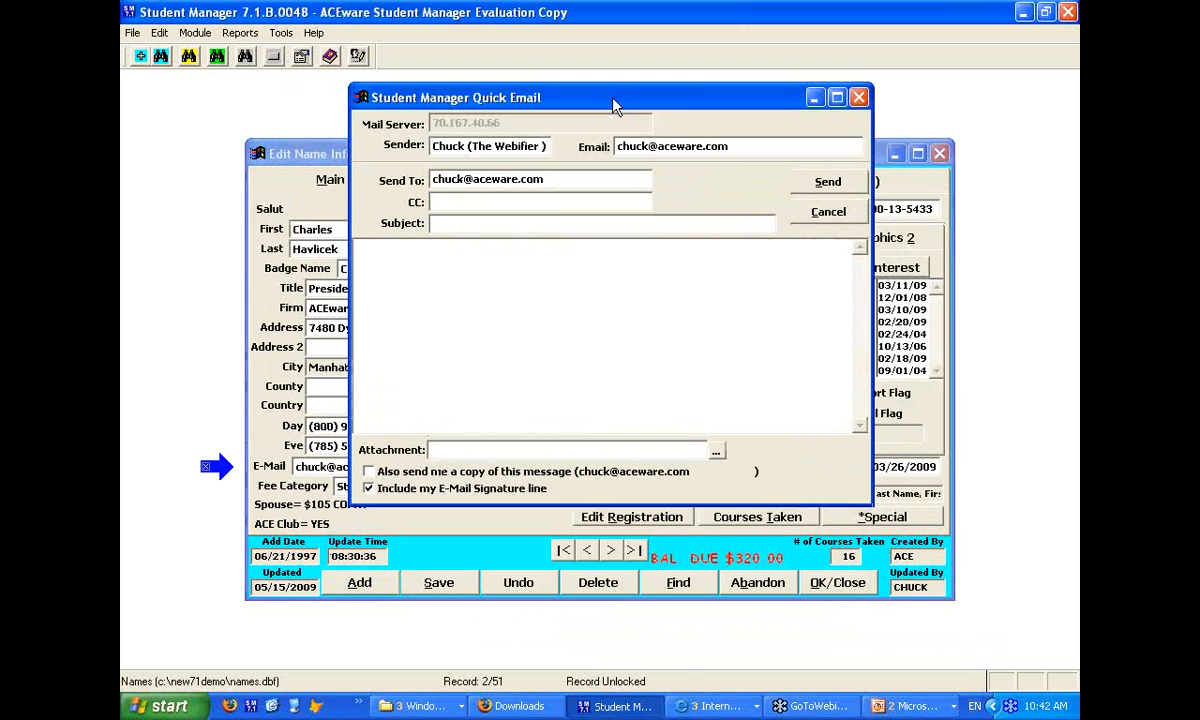 Student Manager 7.1.B.0048 - ACEware Student Manager Evaluation Copy
File Edit Module Reports Tools Help
Student Manager Quick Email
Mail Server: 70.167.40.66
Sender: Chuck (The Webifier ) Email: chuck@aceware.com
Send To: chuck@aceware.com Send
CC:
Cancel
Subject:
Attachment: ...
Also send me a copy of this message (chuck@aceware.com )
Include my E-Mail Signature line
Edit Name Inf
Main )
Salut 00-13-5433
First Charles
Last Havlicek phics 2
Badge Name C nterest
Title Preside 03/11/09
12/01/08
Firm ACEwar 03/10/09
02/20/09
Address 7480 Dy 02/24/04
Address 2 10/13/06
02/18/09
City Manhat 09/01/04
County rt Flag
Country l Flag
Day (800) 9
Eve (785) 5
E-Mail chuck@ac 03/26/2009
Fee Category St ast Name, Firs
Spouse= $105 CO
ACE Club= YES
Edit Registration Courses Taken *Special
Add Date Update Time # of Courses Taken Created By
06/21/1997 08:30:36 |< < > >| BAL DUE $320.00 16 ACE
Updated Updated By
05/15/2009 Add Save Undo Delete Find Abandon OK/Close CHUCK
Names (c:\new71demo\names.dbf) Record: 2/51 Record Unlocked
start » 3 Windo... Downloads Student M... 3 Intern... GoToWebi... 2 Micros... EN 10:42 AM